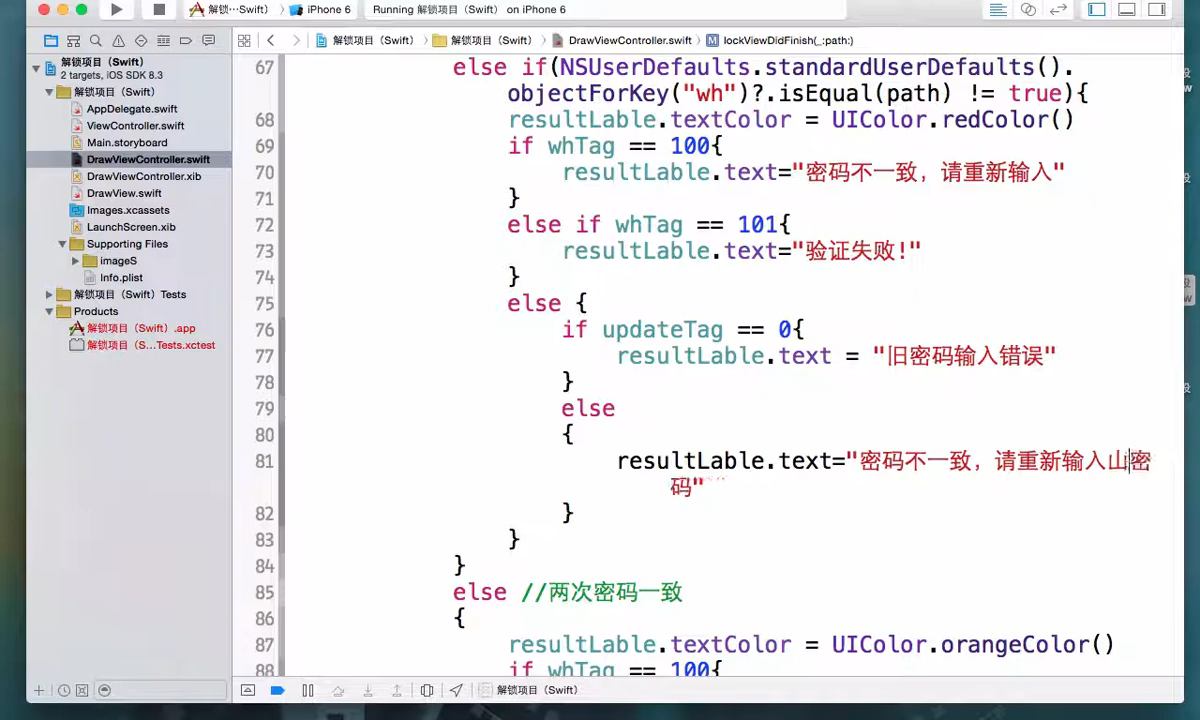 解锁…Swift） 〉 iPhone 6
Running 解锁项目（Swift） on iPhone 6
解锁项目（Swift） 〉 解锁项目（Swift） 〉 DrawViewController.swift 〉 M lockViewDidFinish(_:path:)
解锁项目（Swift）
2 targets, iOS SDK 8.3
解锁项目（Swift）
AppDelegate.swift
ViewController.swift
Main.storyboard
DrawViewController.swift
DrawViewController.xib
DrawView.swift
Images.xcassets
LaunchScreen.xib
Supporting Files
imageS
Info.plist
解锁项目（Swift）Tests
Products
解锁项目（Swift）.app
解锁项目（S…Tests.xctest
67 else if(NSUserDefaults.standardUserDefaults().
objectForKey("wh")?.isEqual(path) != true){
68 resultLable.textColor = UIColor.redColor()
69 if whTag == 100{
70 resultLable.text="密码不一致，请重新输入"
71 }
72 else if whTag == 101{
73 resultLable.text="验证失败!"
74 }
75 else {
76 if updateTag == 0{
77 resultLable.text = "旧密码输入错误"
78 }
79 else
80 {
81 resultLable.text="密码不一致，请重新输入山密
码"
82 }
83 }
84 }
85 else //两次密码一致
86 {
87 resultLable.textColor = UIColor.orangeColor()
88 if whTag == 100{
解锁项目（Swift）